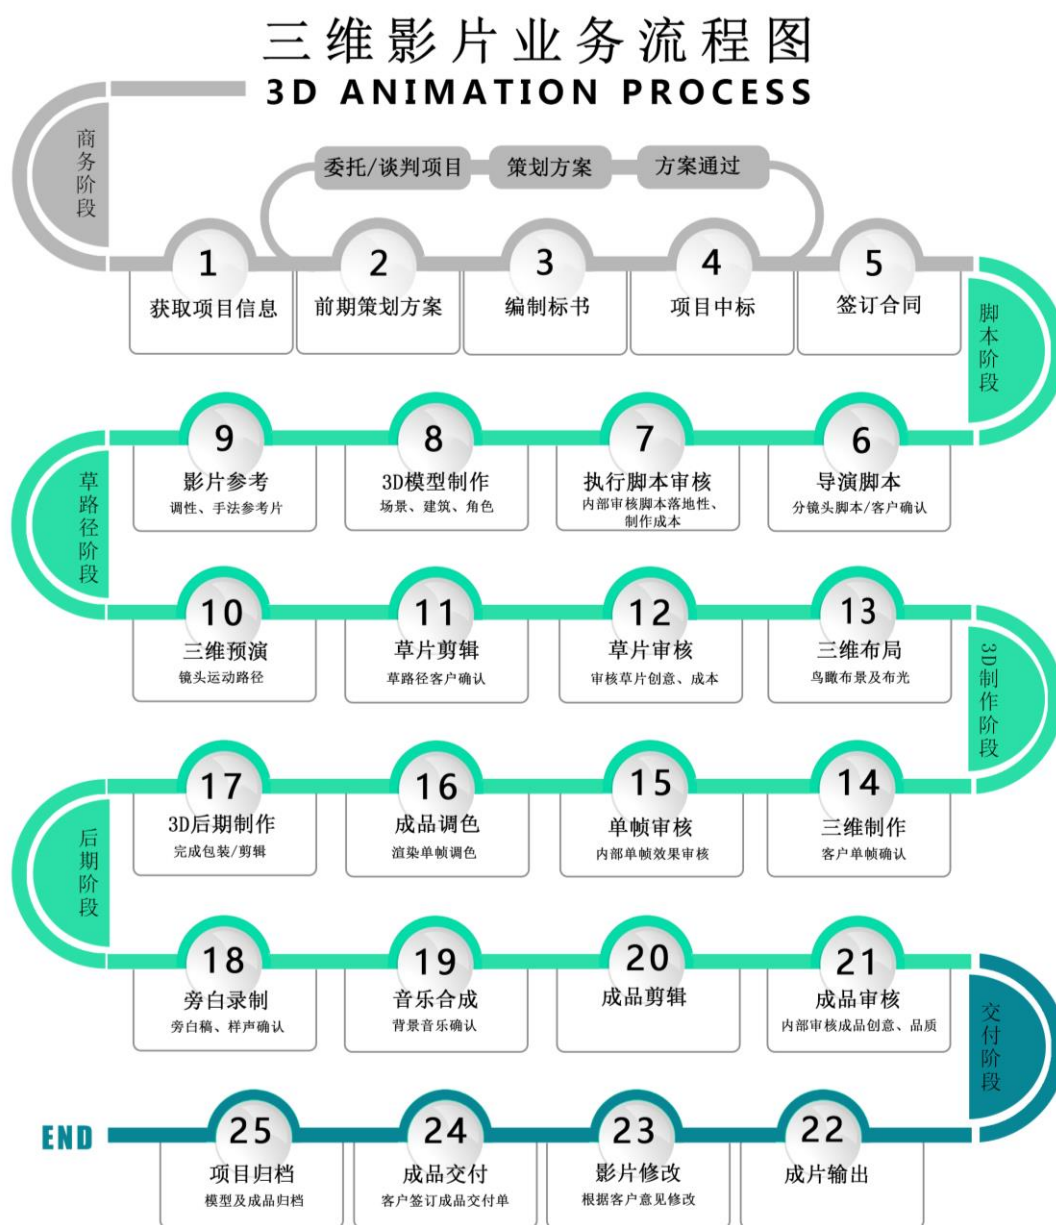 三维影片业务流程图
3D ANIMATION PROCESS
商务阶段
委托/谈判项目
策划方案
方案通过
1
获取项目信息
2
前期策划方案
3
编制标书
4
项目中标
5
签订合同
脚本阶段
6
导演脚本
分镜头脚本/客户确认
7
执行脚本审核
内部审核脚本落地性、
制作成本
8
3D模型制作
场景、建筑、角色
9
影片参考
调性、手法参考片
草路径阶段
10
三维预演
镜头运动路径
11
草片剪辑
草路径客户确认
12
草片审核
审核草片创意、成本
13
三维布局
鸟瞰布景及布光
3D制作阶段
14
三维制作
客户单帧确认
15
单帧审核
内部单帧效果审核
16
成品调色
渲染单帧调色
17
3D后期制作
完成包装/剪辑
后期阶段
18
旁白录制
旁白稿、样声确认
19
音乐合成
背景音乐确认
20
成品剪辑
21
成品审核
内部审核成品创意、品质
交付阶段
22
成片输出
23
影片修改
根据客户意见修改
24
成品交付
客户签订成品交付单
25
项目归档
模型及成品归档
END